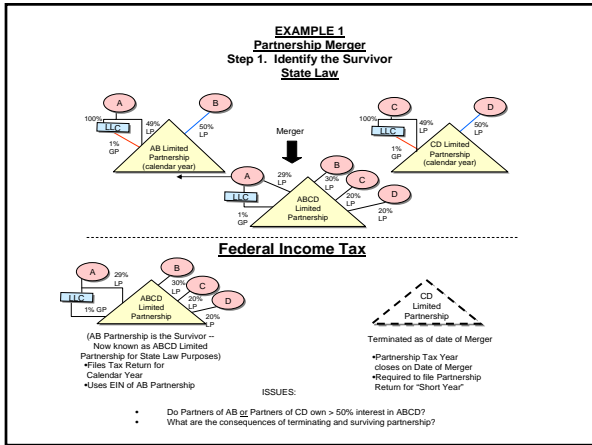 EXAMPLE 1
Partnership Merger
Step 1. Identify the Survivor
State Law
A
B
100%
LLC
49%
LP
50%
LP
1%
GP
AB Limited
Partnership
(calendar year)
C
D
100%
LLC
49%
LP
50%
LP
1%
GP
CD Limited
Partnership
(calendar year)
Merger
A
LLC
29%
LP
1%
GP
B
30%
LP
C
20%
LP
D
20%
LP
ABCD
Limited
Partnership
Federal Income Tax
A
29%
LP
LLC
1% GP
B
30%
LP
C
20%
LP
D
20%
LP
ABCD
Limited
Partnership
(AB Partnership is the Survivor --
Now known as ABCD Limited
Partnership for State Law Purposes)
•Files Tax Return for
Calendar Year
•Uses EIN of AB Partnership
CD
Limited
Partnership
Terminated as of date of Merger
•Partnership Tax Year
closes on Date of Merger
•Required to file Partnership
Return for "Short Year"
ISSUES:
• Do Partners of AB or Partners of CD own > 50% interest in ABCD?
• What are the consequences of terminating and surviving partnership?